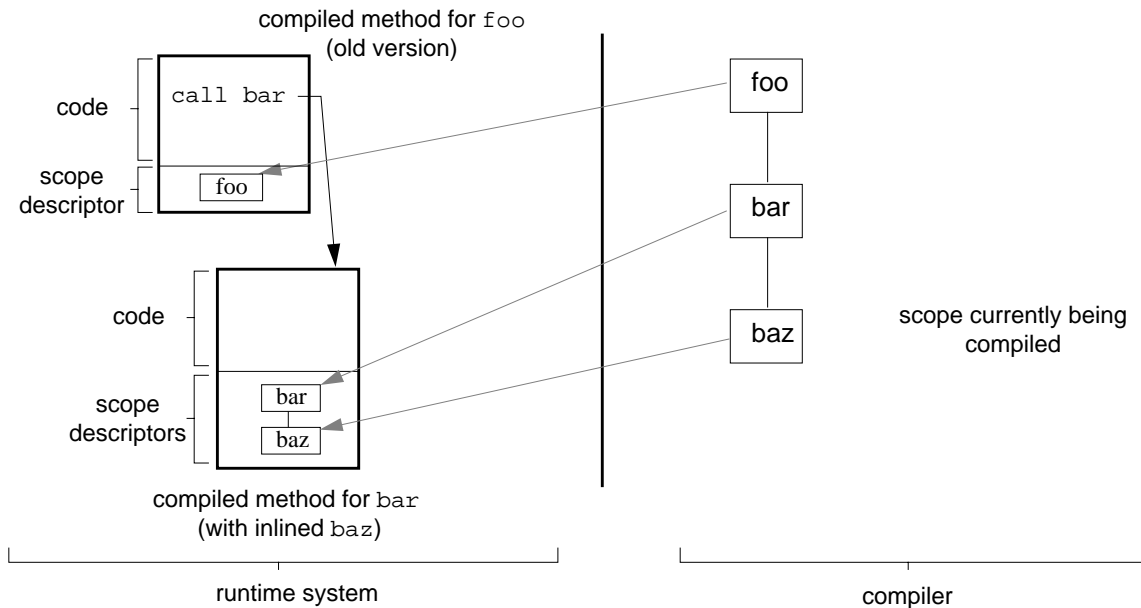 compiled method for foo
(old version)
code
call bar
scope
descriptor
foo
code
scope
descriptors
bar
baz
compiled method for bar
(with inlined baz)
runtime system
foo
bar
baz
scope currently being
compiled
compiler